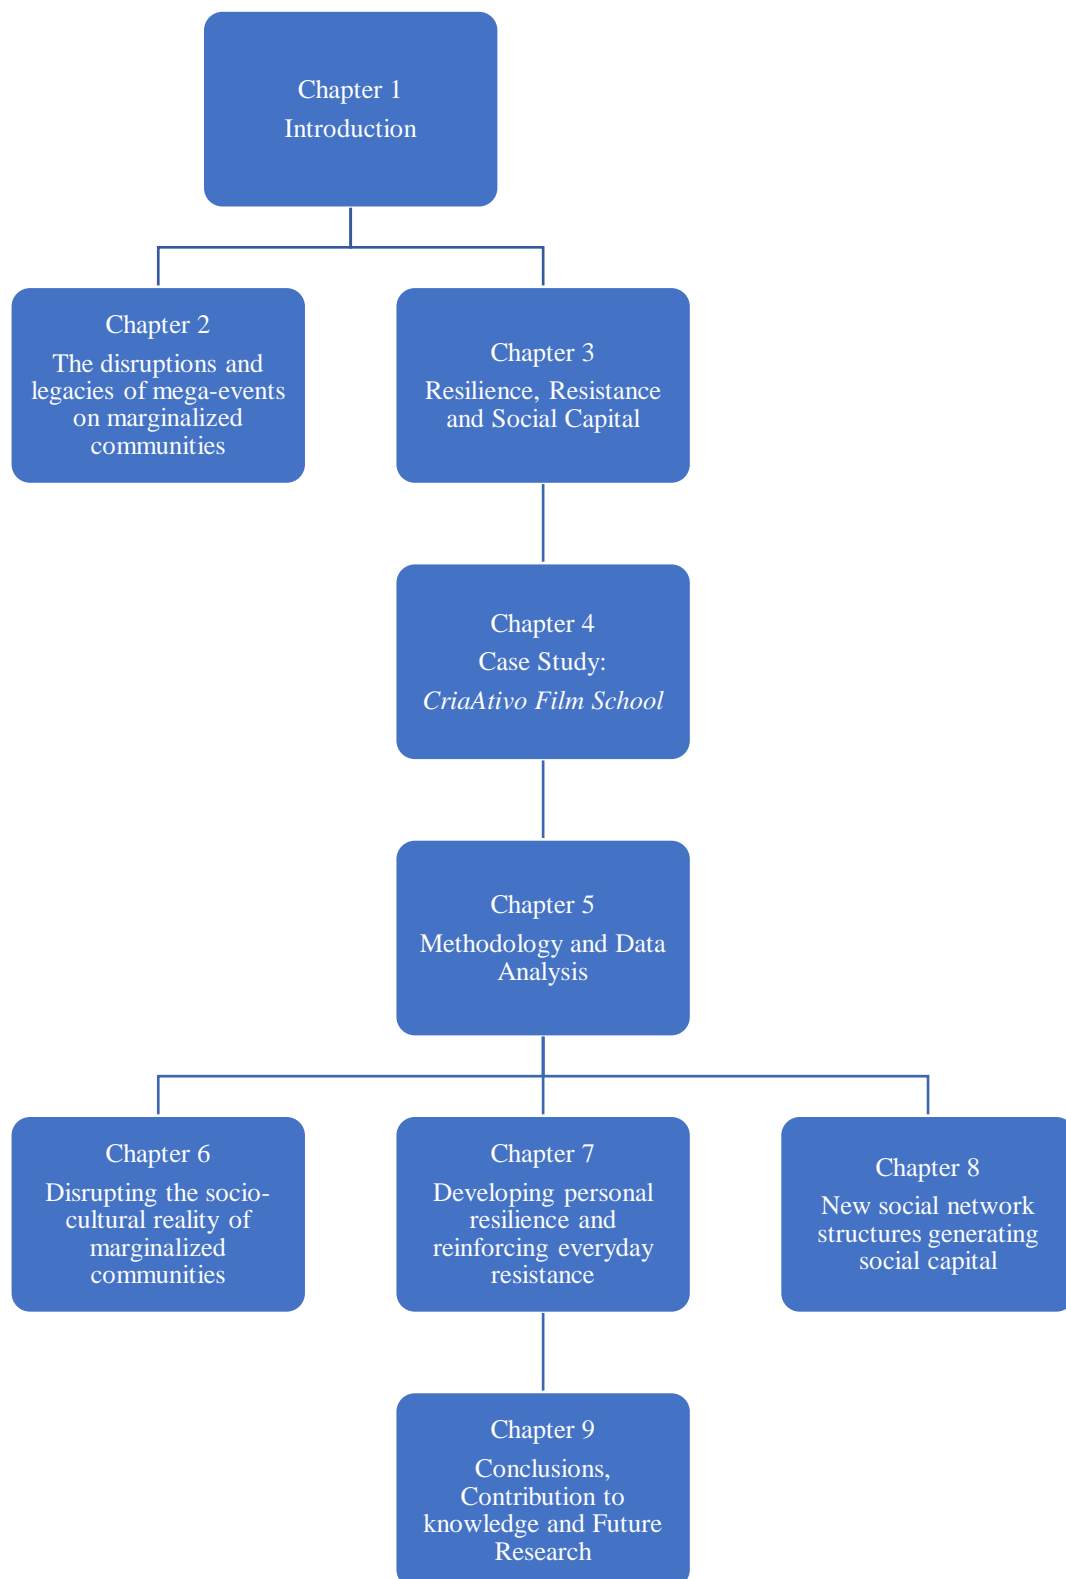 Chapter 1
Introduction
Chapter 2
The disruptions and
legacies of mega-events
on marginalized
communities
Chapter 3
Resilience, Resistance
and Social Capital
Chapter 4
Case Study:
CriaAtivo Film School
Chapter 5
Methodology and Data
Analysis
Chapter 6
Disrupting the socio-
cultural reality of
marginalized
communities
Chapter 7
Developing personal
resilience and
reinforcing everyday
resistance
Chapter 8
New social network
structures generating
social capital
Chapter 9
Conclusions,
Contribution to
knowledge and Future
Research